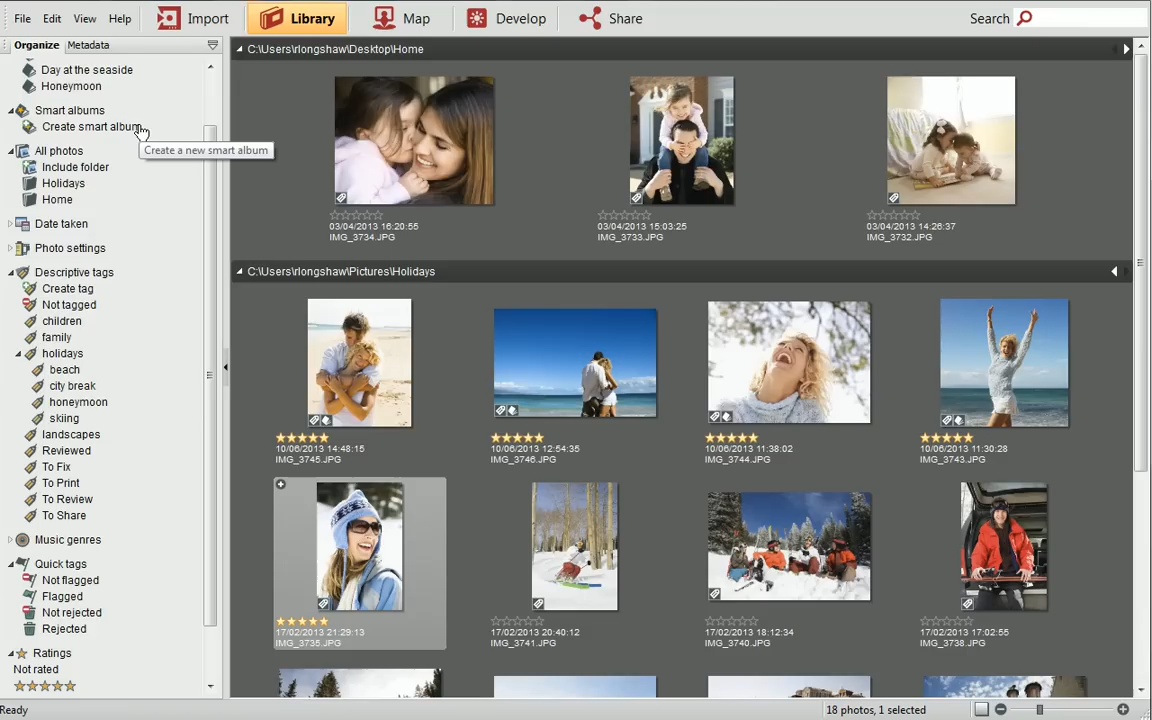 File Edit View Help Import Library Map Develop Share Search
Organize Metadata
Day at the seaside
Honeymoon
Smart albums
Create smart album
Create a new smart album
All photos
Include folder
Holidays
Home
Date taken
Photo settings
Descriptive tags
Create tag
Not tagged
children
family
holidays
beach
city break
honeymoon
skiing
landscapes
Reviewed
To Fix
To Print
To Review
To Share
Music genres
Quick tags
Not flagged
Flagged
Not rejected
Rejected
Ratings
Not rated
C:\Users\rlongshaw\Desktop\Home
03/04/2013 16:20:55
IMG_3734.JPG
03/04/2013 15:03:25
IMG_3733.JPG
03/04/2013 14:26:37
IMG_3732.JPG
C:\Users\rlongshaw\Pictures\Holidays
10/06/2013 14:48:15
IMG_3745.JPG
10/06/2013 12:54:35
IMG_3746.JPG
10/06/2013 11:38:02
IMG_3744.JPG
10/06/2013 11:30:28
IMG_3743.JPG
17/02/2013 21:29:13
IMG_3735.JPG
17/02/2013 20:40:12
IMG_3741.JPG
17/02/2013 18:12:34
IMG_3740.JPG
17/02/2013 17:02:55
IMG_3738.JPG
Ready
18 photos, 1 selected